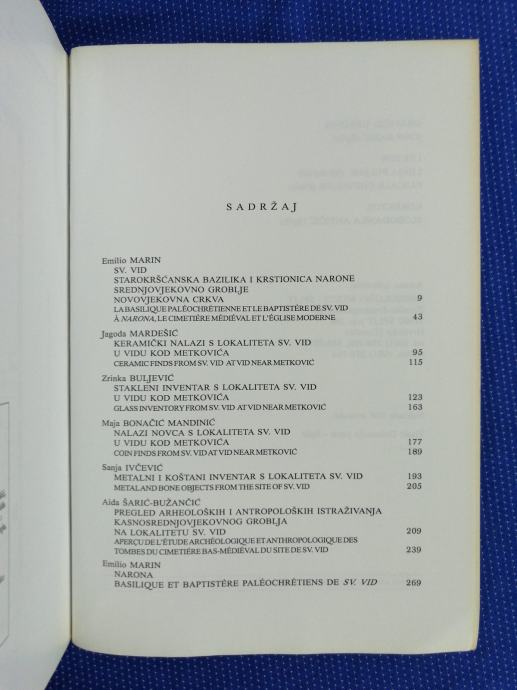 SADRŽAJ
Emilio MARIN
SV. VID
STAROKRŠĆANSKA BAZILIKA I KRSTIONICA NARONE
SREDNJOVJEKOVNO GROBLJE
NOVOVJEKOVNA CRKVA 9
LA BASILIQUE PALÉOCHRÉTIENNE ET LE BAPTISTÈRE DE SV. VID
À NARONA, LE CIMETIÈRE MÉDIÉVAL ET L'ÉGLISE MODERNE 43
Jagoda MARDEŠIĆ
KERAMIČKI NALAZI S LOKALITETA SV. VID
U VIDU KOD METKOVIĆA 95
CERAMIC FINDS FROM SV. VID AT VID NEAR METKOVIĆ 115
Zrinka BULJEVIĆ
STAKLENI INVENTAR S LOKALITETA SV. VID
U VIDU KOD METKOVIĆA 123
GLASS INVENTORY FROM SV. VID AT VID NEAR METKOVIĆ 163
Maja BONAČIĆ MANDINIĆ
NALAZI NOVCA S LOKALITETA SV. VID
U VIDU KOD METKOVIĆA 177
COIN FINDS FROM SV. VID AT VID NEAR METKOVIĆ 189
Sanja IVČEVIĆ
METALNI I KOŠTANI INVENTAR S LOKALITETA SV. VID 193
METAL AND BONE OBJECTS FROM THE SITE OF SV. VID 205
Aida ŠARIĆ-BUŽANČIĆ
PREGLED ARHEOLOŠKIH I ANTROPOLOŠKIH ISTRAŽIVANJA
KASNOSREDNJOVJEKOVNOG GROBLJA
NA LOKALITETU SV. VID 209
APERÇU DE L'ÉTUDE ARCHÉOLOGIQUE ET ANTHROPOLOGIQUE DES
TOMBES DU CIMETIÉRE BAS-MÉDIÉVAL DU SITE DE SV. VID 239
Emilio MARIN
NARONA
BASILIQUE ET BAPTISTÉRE PALÉOCHRÉTIENS DE SV. VID 269